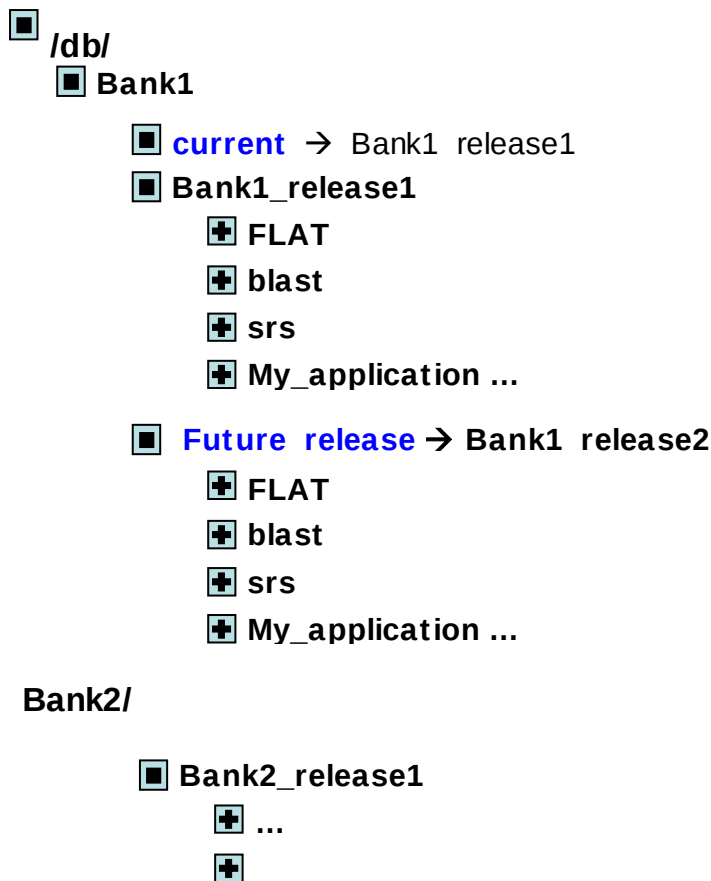 /db/
Bank1
current → Bank1 release1
Bank1_release1
FLAT
blast
srs
My_application ...
Future release → Bank1 release2
FLAT
blast
srs
My_application ...
Bank2/
Bank2_release1
...